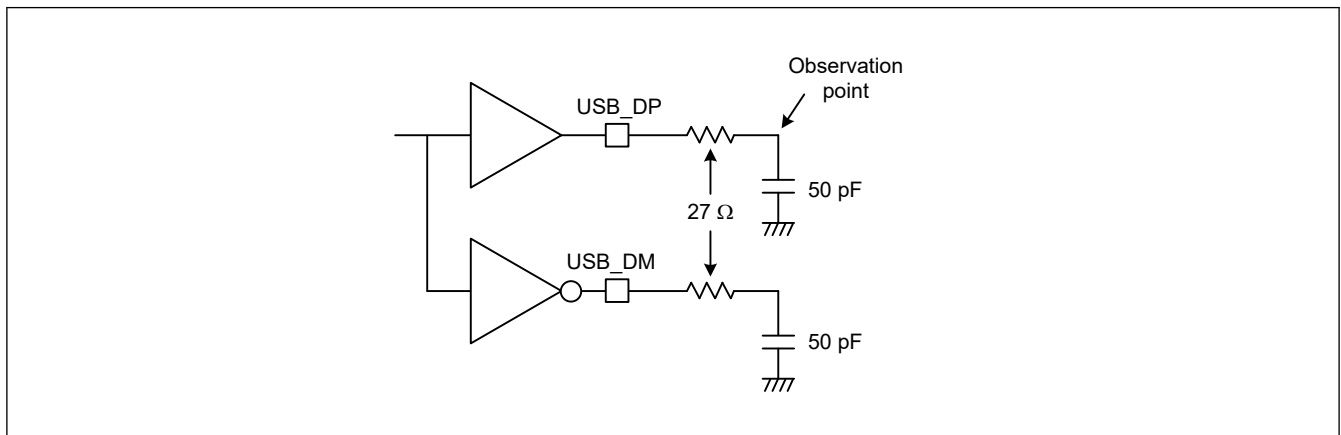 Observation
point
USB_DP
50 pF
27 Ω
USB_DM
50 pF